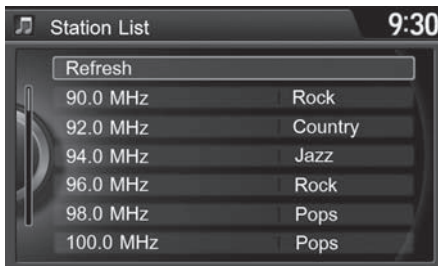 Station List 9:30
Refresh
90.0 MHz Rock
92.0 MHz Country
94.0 MHz Jazz
96.0 MHz Rock
98.0 MHz Pops
100.0 MHz Pops